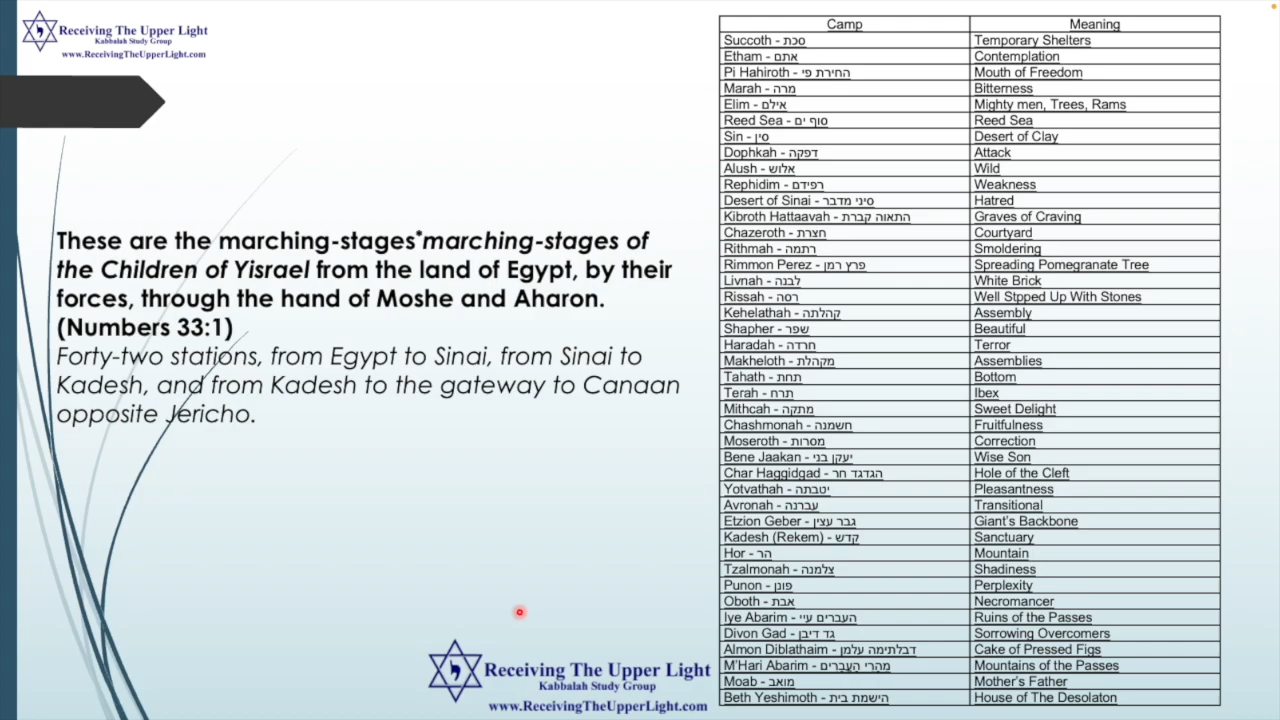 Receiving The Upper Light
Kabbalah Study Group
www.ReceivingTheUpperLight.com
These are the marching-stages*marching-stages of
the Children of Yisrael from the land of Egypt, by their
forces, through the hand of Moshe and Aharon.
(Numbers 33:1)
Forty-two stations, from Egypt to Sinai, from Sinai to
Kadesh, and from Kadesh to the gateway to Canaan
opposite Jericho.
Camp Meaning
Succoth - סכת Temporary Shelters
Etham - אתם Contemplation
Pi Hahiroth - החירת פי Mouth of Freedom
Marah - מרה Bitterness
Elim - אילם Mighty men, Trees, Rams
Reed Sea - סוף ים Reed Sea
Sin - סין Desert of Clay
Dophkah - דפקה Attack
Alush - אלוש Wild
Rephidim - רפידם Weakness
Desert of Sinai - סיני מדבר Hatred
Kibroth Hattaavah - התאוה קברת Graves of Craving
Chazeroth - חצרת Courtyard
Rithmah - רתמה Smoldering
Rimmon Perez - פרץ רמן Spreading Pomegranate Tree
Livnah - לבנה White Brick
Rissah - רסה Well Stpped Up With Stones
Kehelathah - קהלתה Assembly
Shapher - שפר Beautiful
Haradah - חרדה Terror
Makheloth - מקהלת Assemblies
Tahath - תחת Bottom
Terah - תרח Ibex
Mithcah - מתקה Sweet Delight
Chashmonah - חשמנה Fruitfulness
Moseroth - מסרות Correction
Bene Jaakan - יעקן בני Wise Son
Char Haggidgad - הגדגד חר Hole of the Cleft
Yotvathah - יטבתה Pleasantness
Avronah - עברנה Transitional
Etzion Geber - גבר עצין Giant's Backbone
Kadesh (Rekem) - קדש Sanctuary
Hor - הר Mountain
Tzalmonah - צלמנה Shadiness
Punon - פונן Perplexity
Oboth - אבת Necromancer
Iye Abarim - העברים עיי Ruins of the Passes
Divon Gad - גד דיבן Sorrowing Overcomers
Almon Diblathaim - דבלתימה עלמן Cake of Pressed Figs
M'Hari Abarim - מהרי העברים Mountains of the Passes
Moab - מואב Mother's Father
Beth Yeshimoth - הישמת בית House of The Desolaton
Receiving The Upper Light
Kabbalah Study Group
www.ReceivingTheUpperLight.com